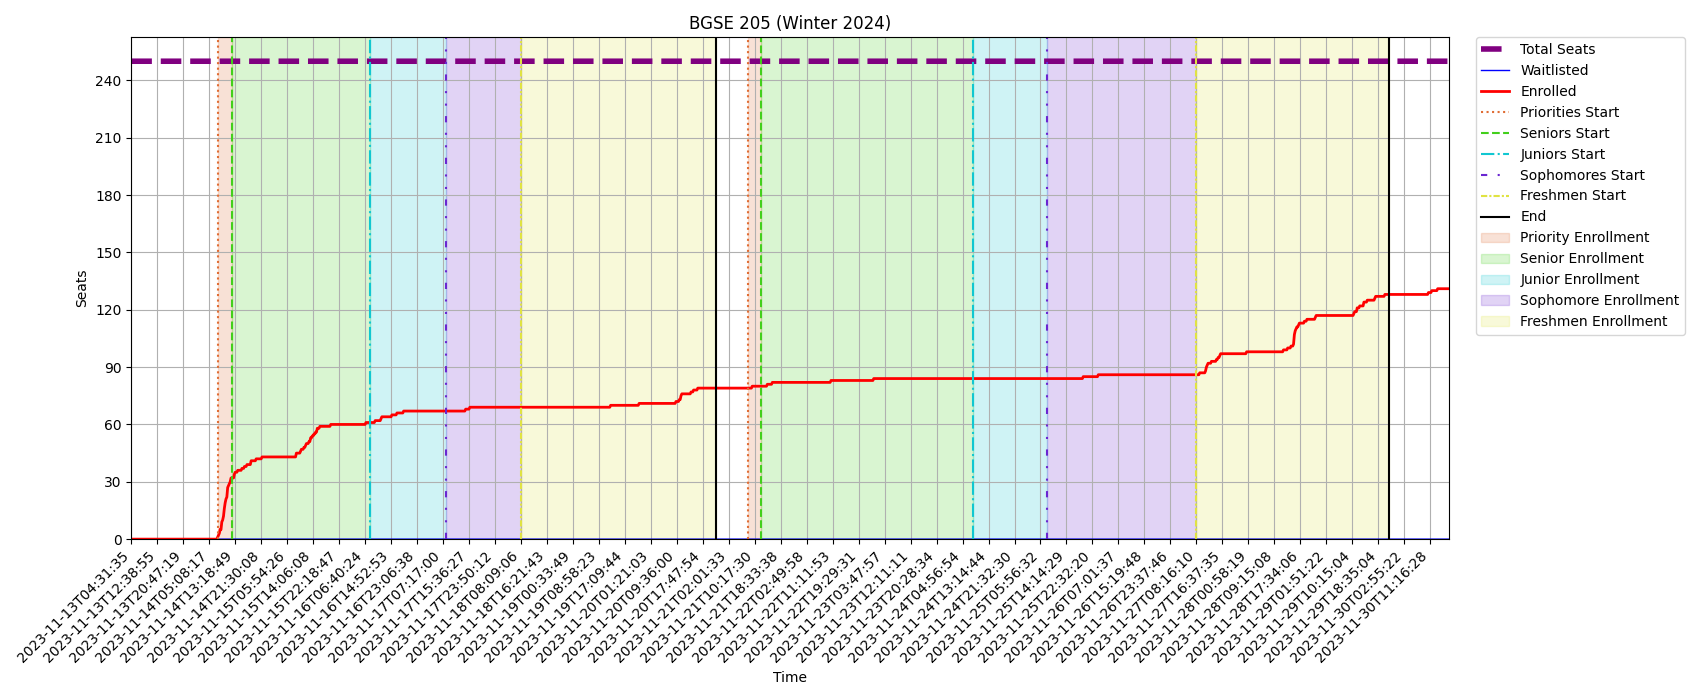 BGSE 205 (Winter 2024)
Seats
240
210
180
150
120
90
60
30
0
2023-11-13T04:31:35
2023-11-13T12:38:55
2023-11-13T20:47:19
2023-11-14T05:08:17
2023-11-14T13:18:49
2023-11-14T21:30:08
2023-11-15T05:54:26
2023-11-15T14:06:08
2023-11-15T22:18:47
2023-11-16T06:40:24
2023-11-16T14:52:53
2023-11-16T23:06:38
2023-11-17T07:17:00
2023-11-17T15:36:27
2023-11-17T23:50:12
2023-11-18T08:09:06
2023-11-18T16:21:43
2023-11-19T00:33:49
2023-11-19T08:58:23
2023-11-19T17:09:44
2023-11-20T01:21:03
2023-11-20T09:36:00
2023-11-20T17:47:54
2023-11-21T02:01:33
2023-11-21T10:17:30
2023-11-21T18:33:38
2023-11-22T02:49:58
2023-11-22T11:11:53
2023-11-22T19:29:31
2023-11-23T03:47:57
2023-11-23T12:11:11
2023-11-23T20:28:34
2023-11-24T04:56:54
2023-11-24T13:14:44
2023-11-24T21:32:30
2023-11-25T05:56:32
2023-11-25T14:14:29
2023-11-25T22:32:20
2023-11-26T07:01:37
2023-11-26T15:19:48
2023-11-26T23:37:46
2023-11-27T08:16:10
2023-11-27T16:37:35
2023-11-28T00:58:19
2023-11-28T09:15:08
2023-11-28T17:34:06
2023-11-29T01:51:22
2023-11-29T10:15:04
2023-11-29T18:35:04
2023-11-30T02:55:22
2023-11-30T11:16:28
Time
Total Seats
Waitlisted
Enrolled
Priorities Start
Seniors Start
Juniors Start
Sophomores Start
Freshmen Start
End
Priority Enrollment
Senior Enrollment
Junior Enrollment
Sophomore Enrollment
Freshmen Enrollment